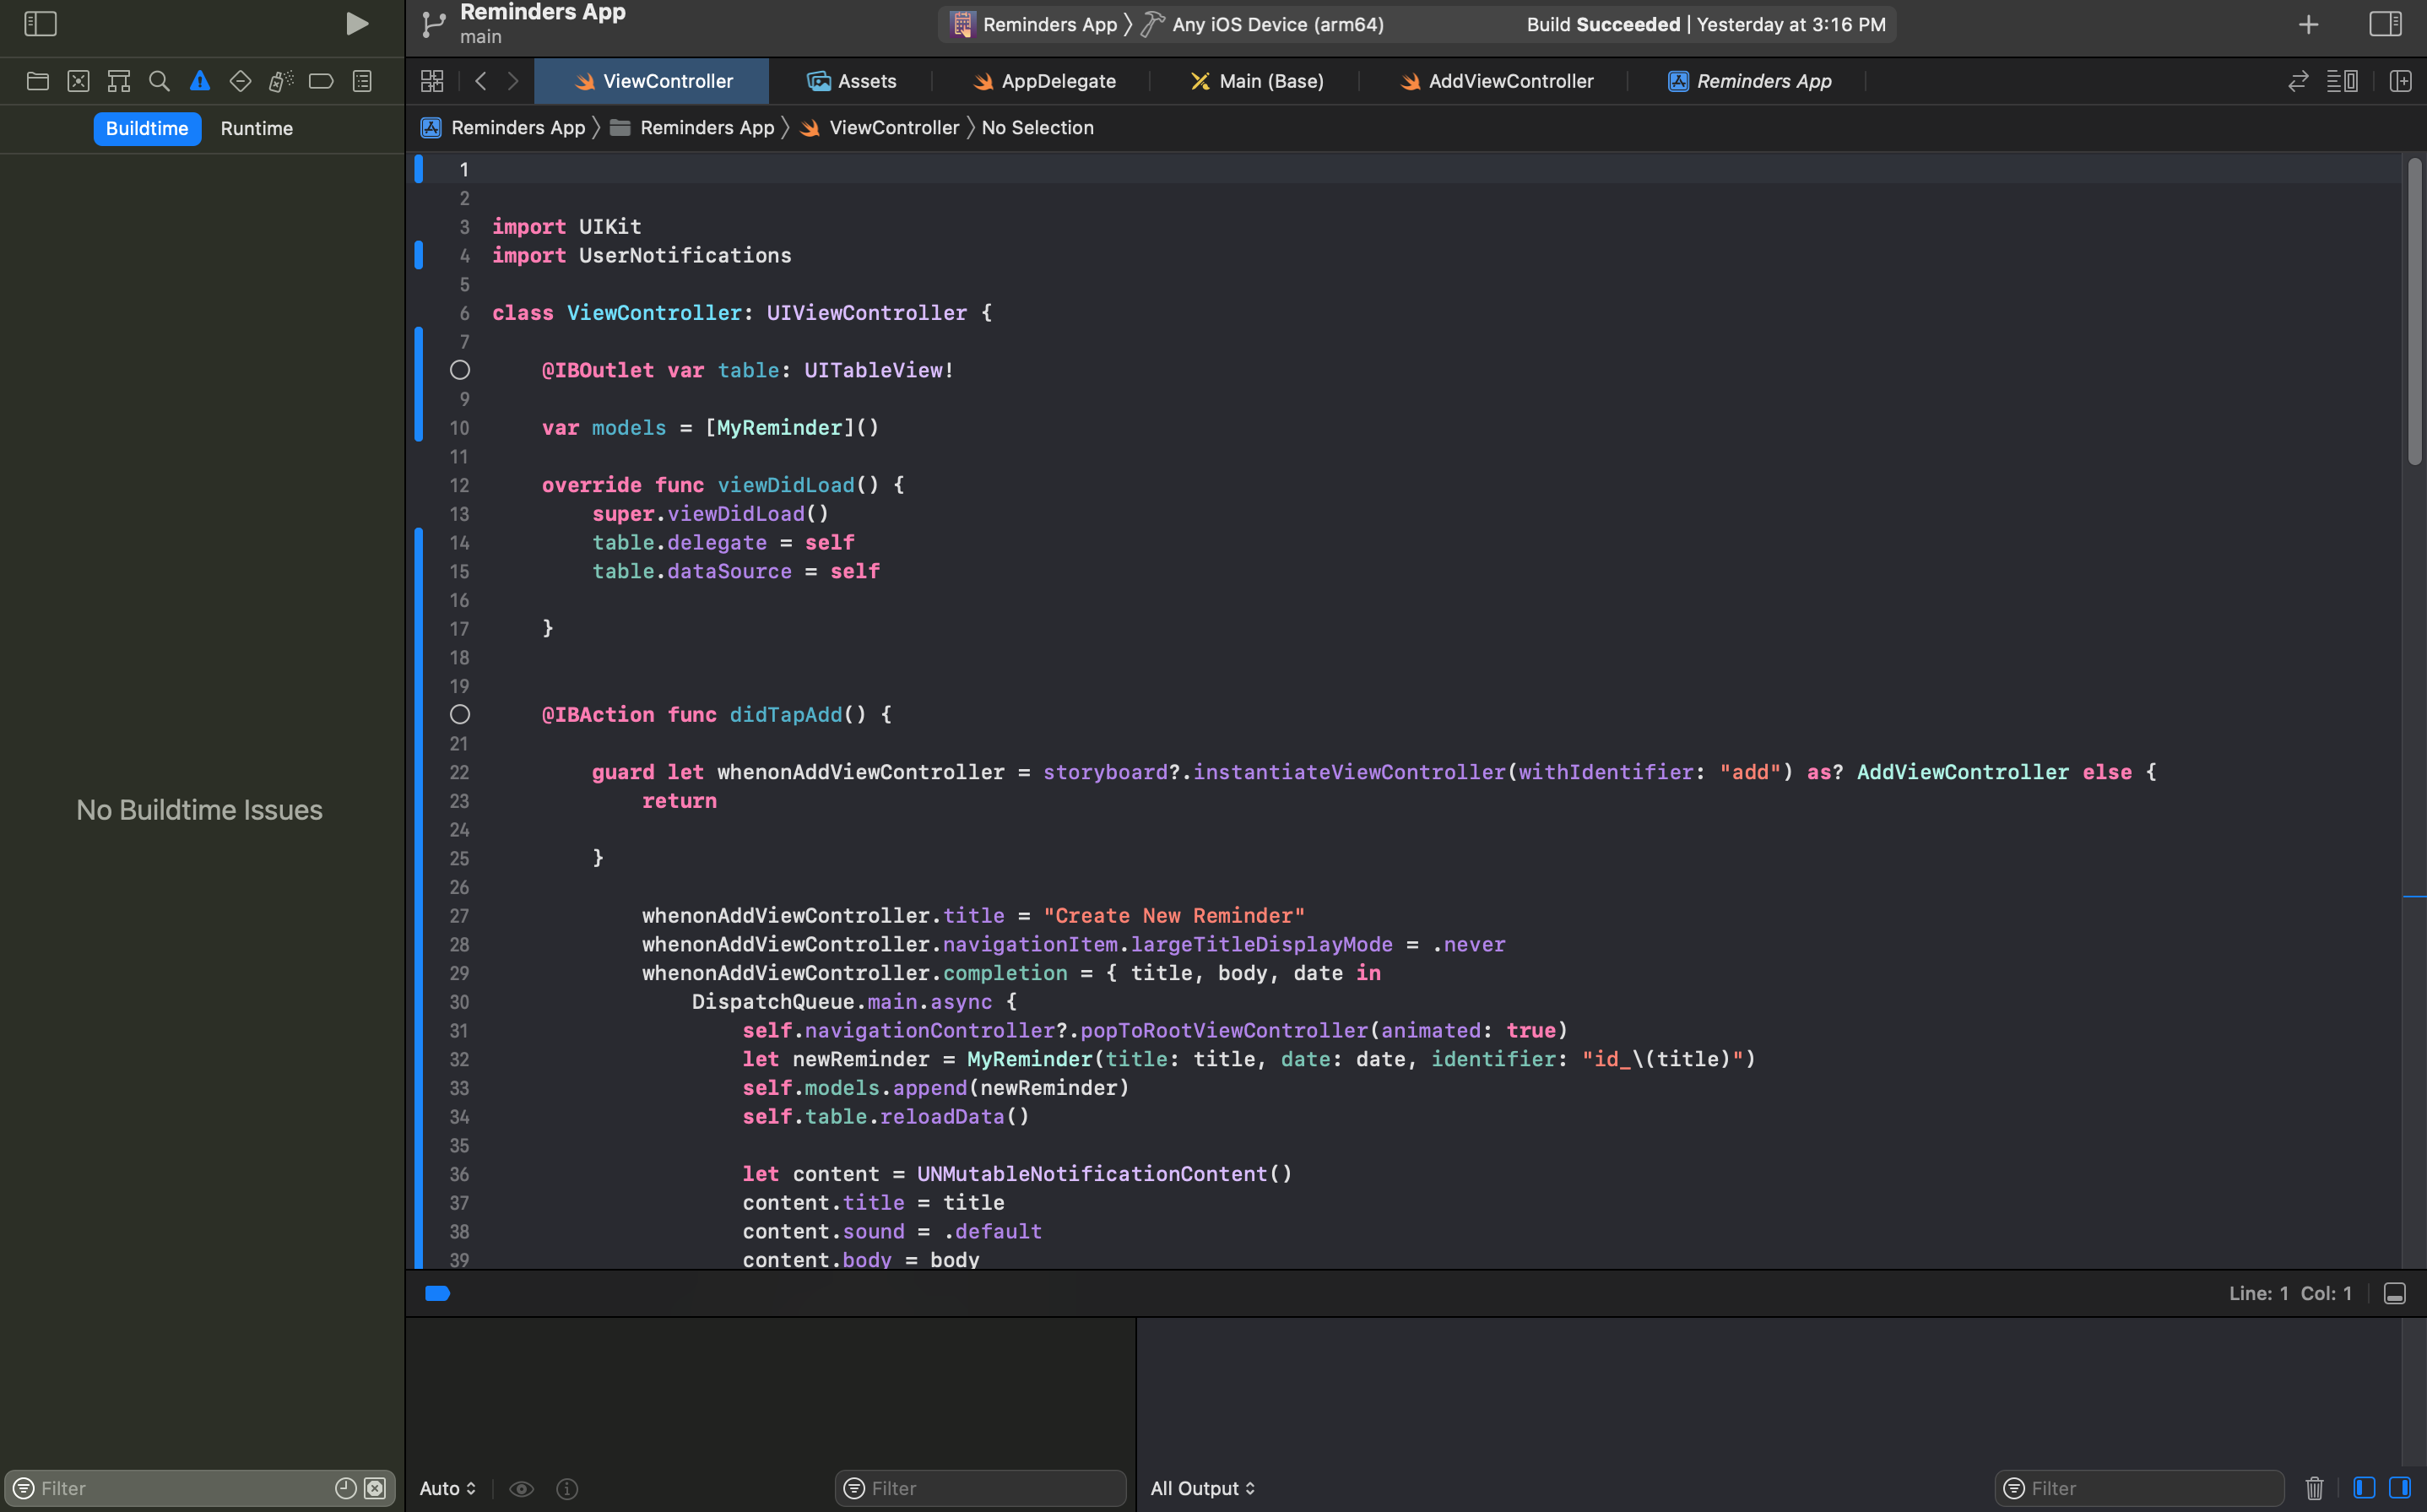 Reminders App
main
Reminders App 〉 Any iOS Device (arm64)
Build Succeeded | Yesterday at 3:16 PM
ViewController
Assets
AppDelegate
Main (Base)
AddViewController
Reminders App
Buildtime
Runtime
Reminders App 〉 Reminders App 〉 ViewController 〉 No Selection
No Buildtime Issues
1
2
3 import UIKit
4 import UserNotifications
5
6 class ViewController: UIViewController {
7
    @IBOutlet var table: UITableView!
9
10     var models = [MyReminder]()
11
12     override func viewDidLoad() {
13         super.viewDidLoad()
14         table.delegate = self
15         table.dataSource = self
16
17     }
18
19
    @IBAction func didTapAdd() {
21
22         guard let whenonAddViewController = storyboard?.instantiateViewController(withIdentifier: "add") as? AddViewController else {
23             return
24
25         }
26
27             whenonAddViewController.title = "Create New Reminder"
28             whenonAddViewController.navigationItem.largeTitleDisplayMode = .never
29             whenonAddViewController.completion = { title, body, date in
30                 DispatchQueue.main.async {
31                     self.navigationController?.popToRootViewController(animated: true)
32                     let newReminder = MyReminder(title: title, date: date, identifier: "id_\(title)")
33                     self.models.append(newReminder)
34                     self.table.reloadData()
35
36                     let content = UNMutableNotificationContent()
37                     content.title = title
38                     content.sound = .default
39                     content.body = body
Line: 1 Col: 1
Filter
Auto
Filter
All Output
Filter